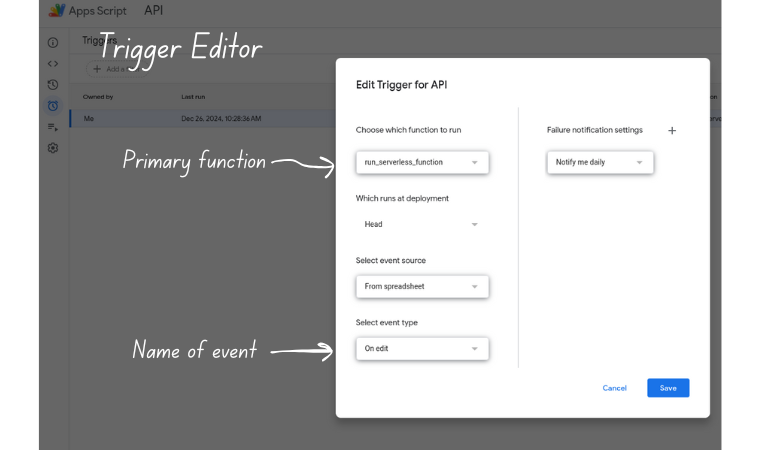 Apps Script API
Triggers
Trigger Editor
Owned by Last run
Me Dec 26, 2024, 10:28:36 AM
Edit Trigger for API
Choose which function to run
Primary function
run_serverless_function
Which runs at deployment
Head
Select event source
From spreadsheet
Select event type
Name of event
On edit
Failure notification settings +
Notify me daily
Cancel Save